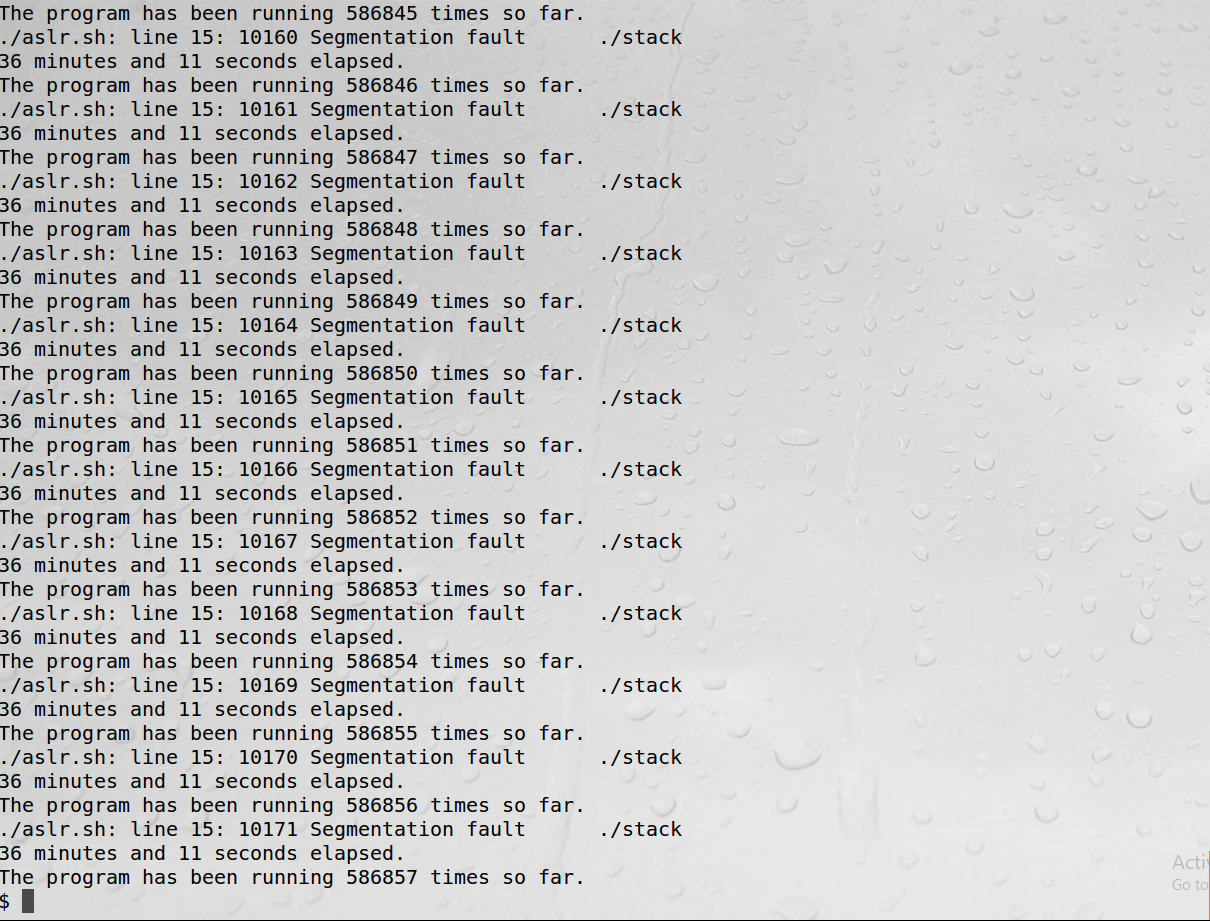 The program has been running 586845 times so far.
./aslr.sh: line 15: 10160 Segmentation fault      ./stack
36 minutes and 11 seconds elapsed.
The program has been running 586846 times so far.
./aslr.sh: line 15: 10161 Segmentation fault      ./stack
36 minutes and 11 seconds elapsed.
The program has been running 586847 times so far.
./aslr.sh: line 15: 10162 Segmentation fault      ./stack
36 minutes and 11 seconds elapsed.
The program has been running 586848 times so far.
./aslr.sh: line 15: 10163 Segmentation fault      ./stack
36 minutes and 11 seconds elapsed.
The program has been running 586849 times so far.
./aslr.sh: line 15: 10164 Segmentation fault      ./stack
36 minutes and 11 seconds elapsed.
The program has been running 586850 times so far.
./aslr.sh: line 15: 10165 Segmentation fault      ./stack
36 minutes and 11 seconds elapsed.
The program has been running 586851 times so far.
./aslr.sh: line 15: 10166 Segmentation fault      ./stack
36 minutes and 11 seconds elapsed.
The program has been running 586852 times so far.
./aslr.sh: line 15: 10167 Segmentation fault      ./stack
36 minutes and 11 seconds elapsed.
The program has been running 586853 times so far.
./aslr.sh: line 15: 10168 Segmentation fault      ./stack
36 minutes and 11 seconds elapsed.
The program has been running 586854 times so far.
./aslr.sh: line 15: 10169 Segmentation fault      ./stack
36 minutes and 11 seconds elapsed.
The program has been running 586855 times so far.
./aslr.sh: line 15: 10170 Segmentation fault      ./stack
36 minutes and 11 seconds elapsed.
The program has been running 586856 times so far.
./aslr.sh: line 15: 10171 Segmentation fault      ./stack
36 minutes and 11 seconds elapsed.
The program has been running 586857 times so far.
$
Acti
Go to